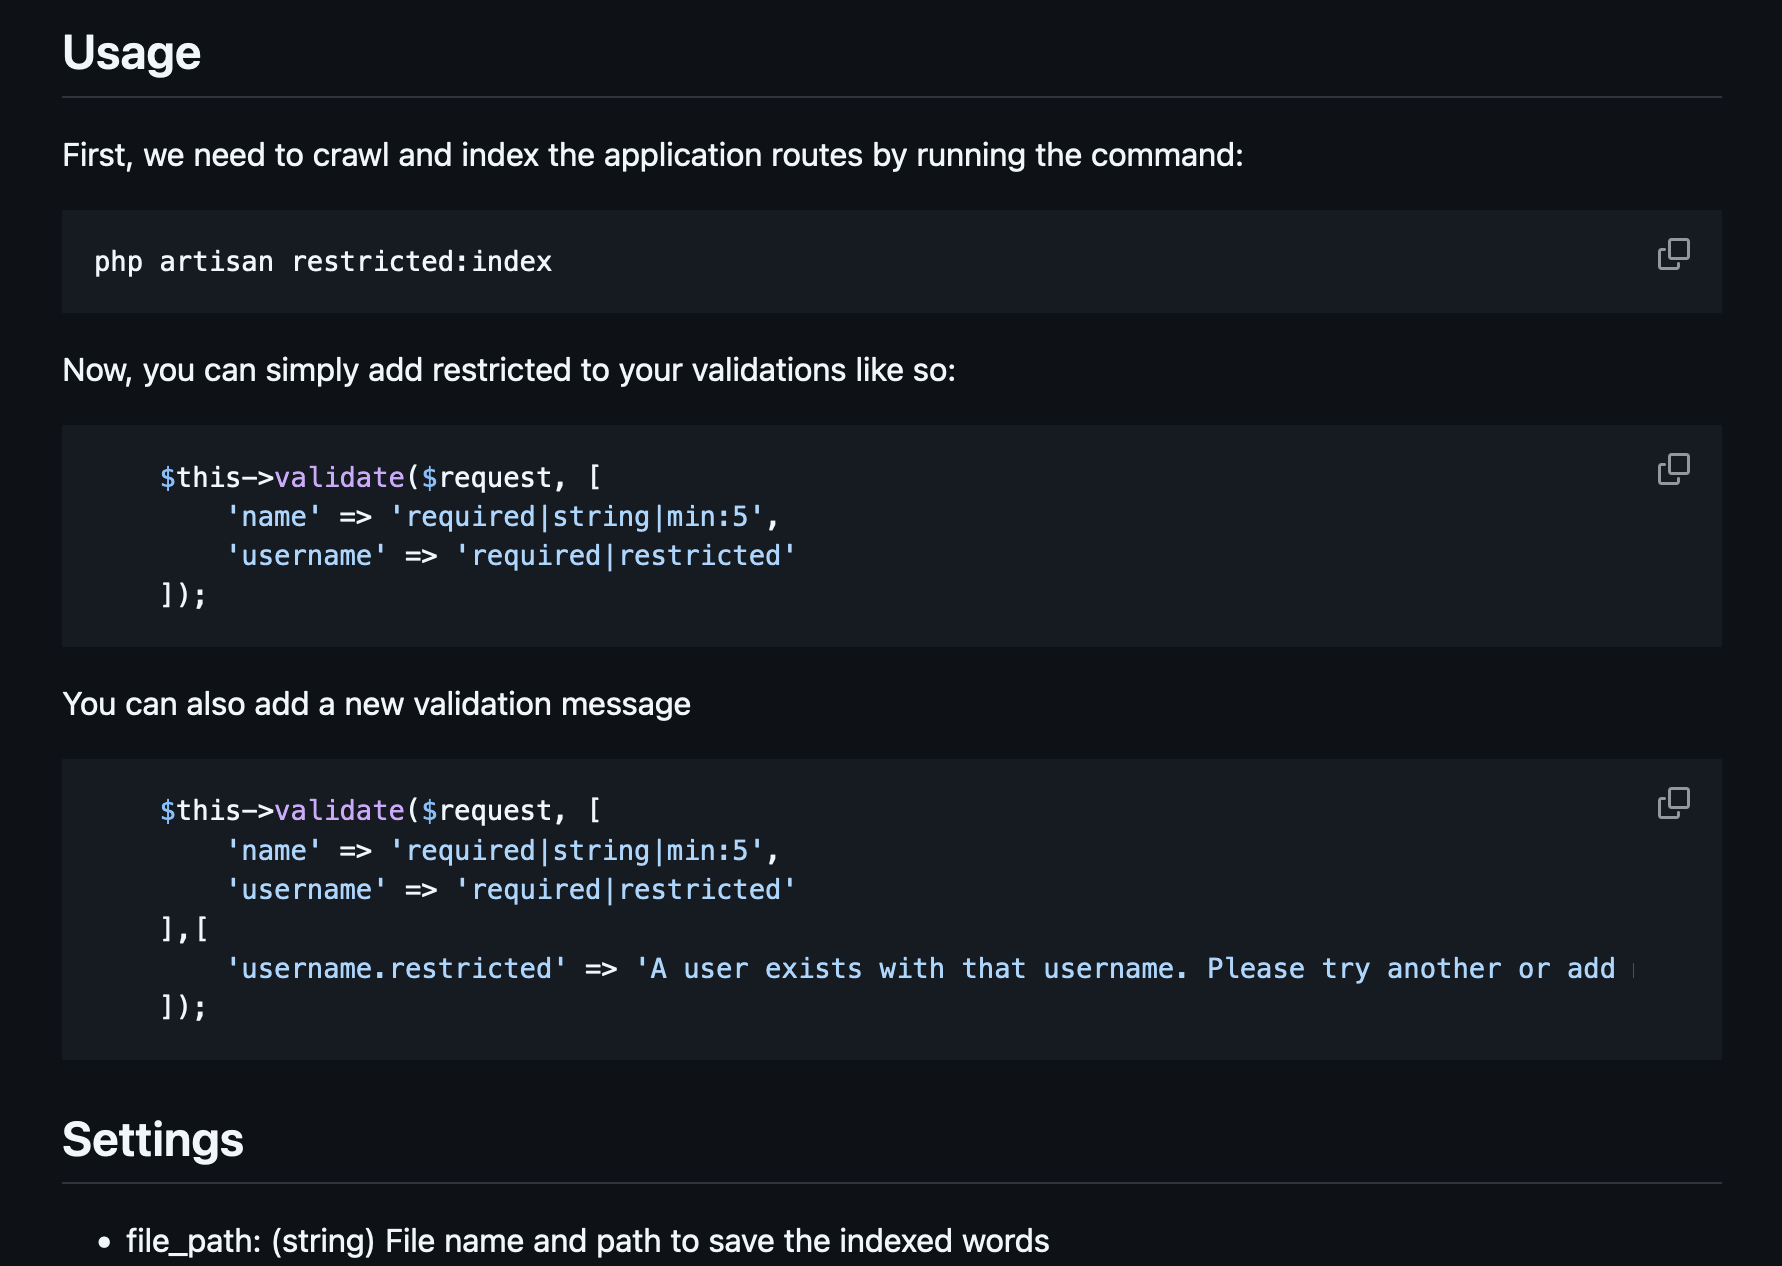 Usage
First, we need to crawl and index the application routes by running the command:
php artisan restricted:index
Now, you can simply add restricted to your validations like so:
$this->validate($request, [
    'name' => 'required|string|min:5',
    'username' => 'required|restricted'
]);
You can also add a new validation message
$this->validate($request, [
    'name' => 'required|string|min:5',
    'username' => 'required|restricted'
],[
    'username.restricted' => 'A user exists with that username. Please try another or add
]);
Settings
• file_path: (string) File name and path to save the indexed words